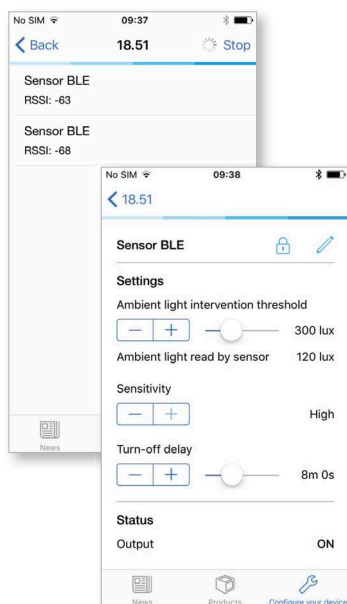 No SIM 09:37
Back 18.51 Stop
Sensor BLE
RSSI: -63
Sensor BLE
RSSI: -68
News
No SIM 09:38
18.51
Sensor BLE
Settings
Ambient light intervention threshold
− + 300 lux
Ambient light read by sensor 120 lux
Sensitivity
− + High
Turn-off delay
− + 8m 0s
Status
Output ON
News Products Configure your device